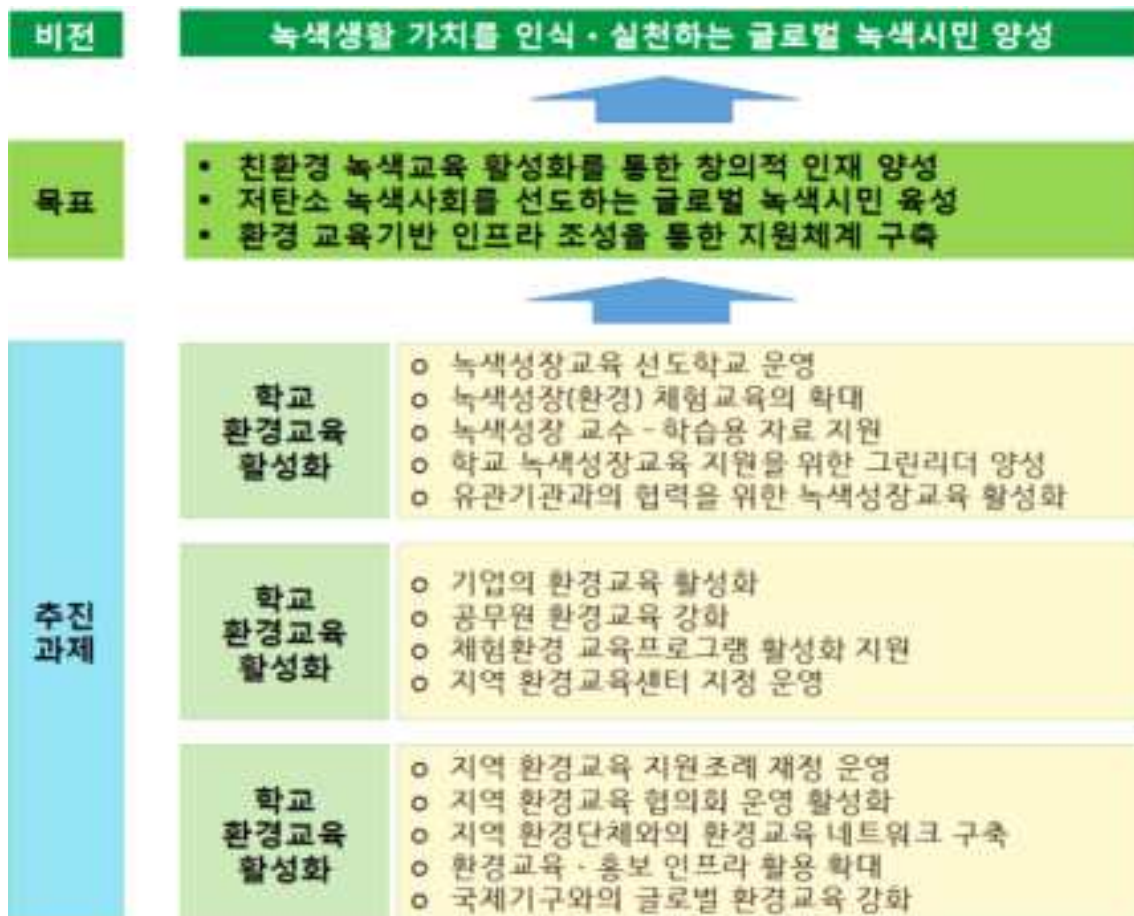 비전
녹색생활 가치를 인식·실천하는 글로벌 녹색시민 양성
목표
▪ 친환경 녹색교육 활성화를 통한 창의적 인재 양성
▪ 저탄소 녹색사회를 선도하는 글로벌 녹색시민 육성
▪ 환경 교육기반 인프라 조성을 통한 지원체계 구축
추진
과제
학교
환경교육
활성화
o 녹색성장교육 선도학교 운영
o 녹색성장(환경) 체험교육의 확대
o 녹색성장 교수 - 학습용 자료 지원
o 학교 녹색성장교육 지원을 위한 그린리더 양성
o 유관기관과의 협력을 위한 녹색성장교육 활성화
학교
환경교육
활성화
o 기업의 환경교육 활성화
o 공무원 환경교육 강화
o 체험환경 교육프로그램 활성화 지원
o 지역 환경교육센터 지정 운영
학교
환경교육
활성화
o 지역 환경교육 지원조례 재정 운영
o 지역 환경교육 협의회 운영 활성화
o 지역 환경단체와의 환경교육 네트워크 구축
o 환경교육 · 홍보 인프라 활용 확대
o 국제기구와의 글로벌 환경교육 강화